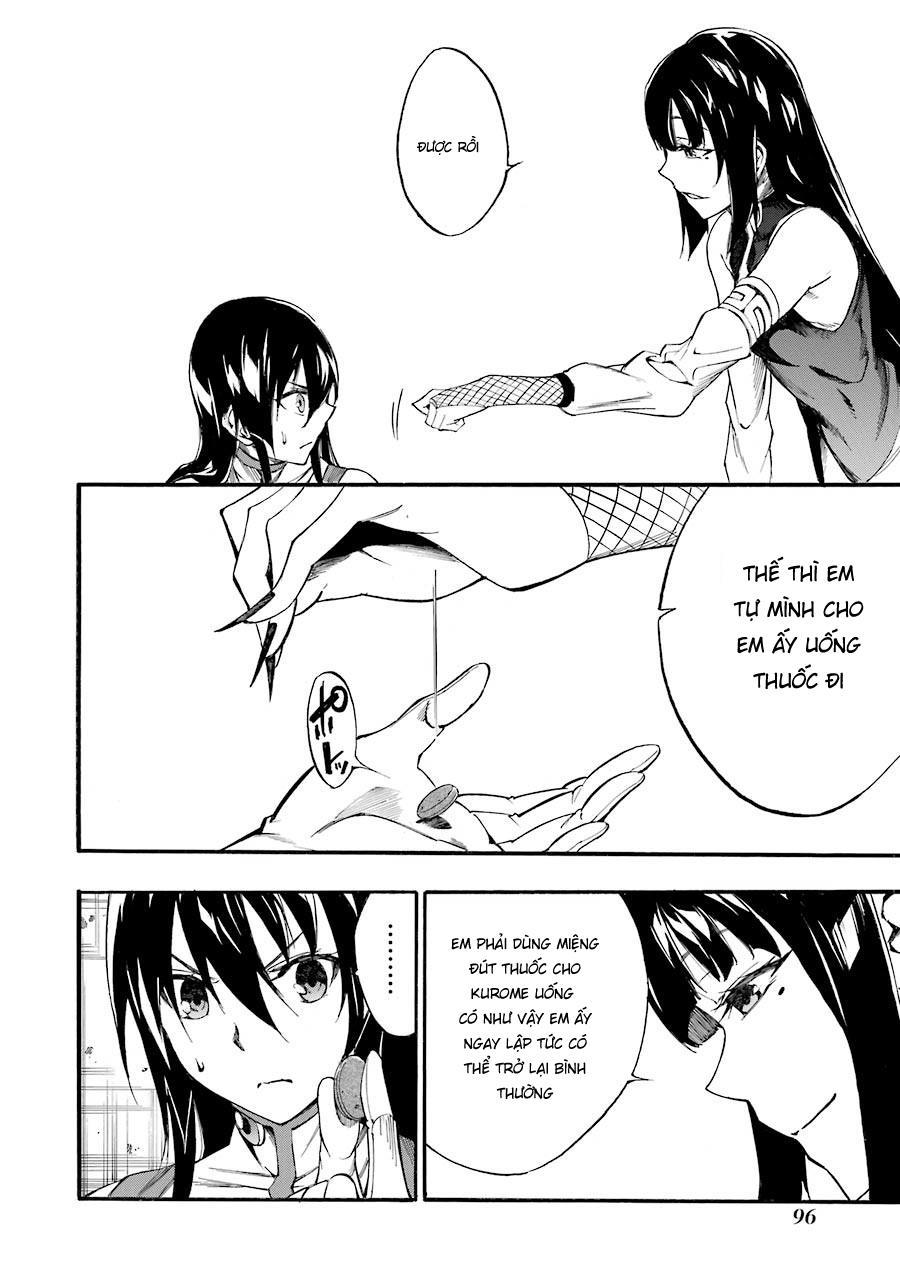 ĐƯỢC RỒI
THẾ THÌ EM
TỰ MÌNH CHO
EM ẤY UỐNG
THUỐC ĐI
ポトッ
EM PHẢI DÙNG MIỆNG
ĐÚT THUỐC CHO
KUROME UỐNG
CÓ NHƯ VẬY EM ẤY
NGAY LẬP TỨC CÓ
THỂ TRỞ LẠI BÌNH
THƯỜNG
.........
96